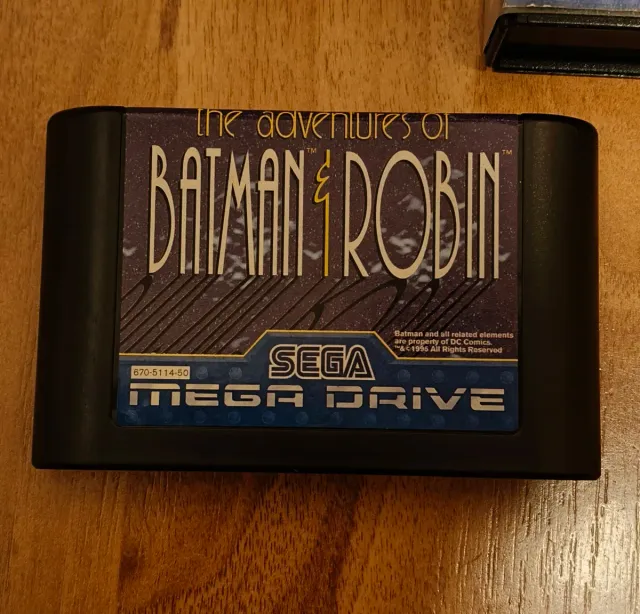 the adventures of
BATMAN™ & ROBIN™
Batman and all related elements
are property of DC Comics.
™&©1995 All Rights Reserved
SEGA
670-5114-50
MEGA DRIVE